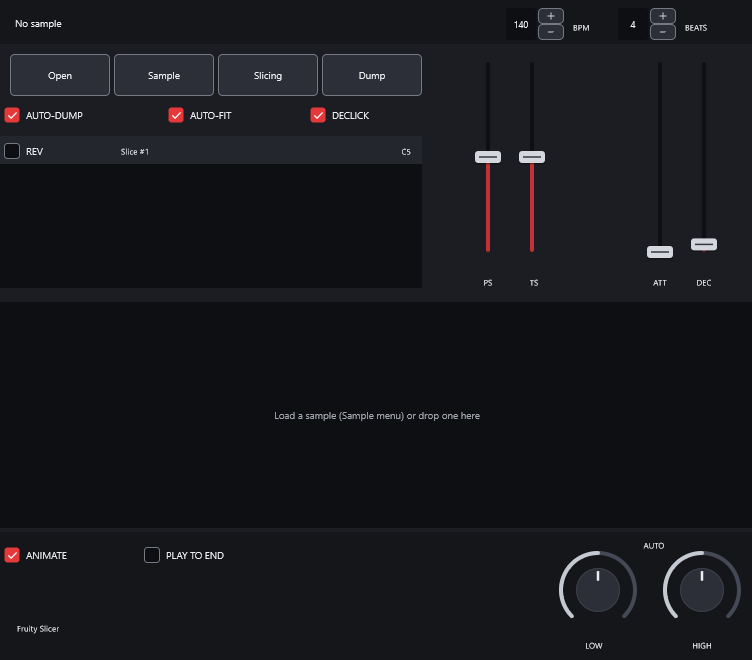 No sample
140
+
-
BPM
4
+
-
BEATS
Open
Sample
Slicing
Dump
AUTO-DUMP
AUTO-FIT
DECLICK
REV
Slice #1
C5
PS
TS
ATT
DEC
Load a sample (Sample menu) or drop one here
ANIMATE
PLAY TO END
AUTO
Fruity Slicer
LOW
HIGH